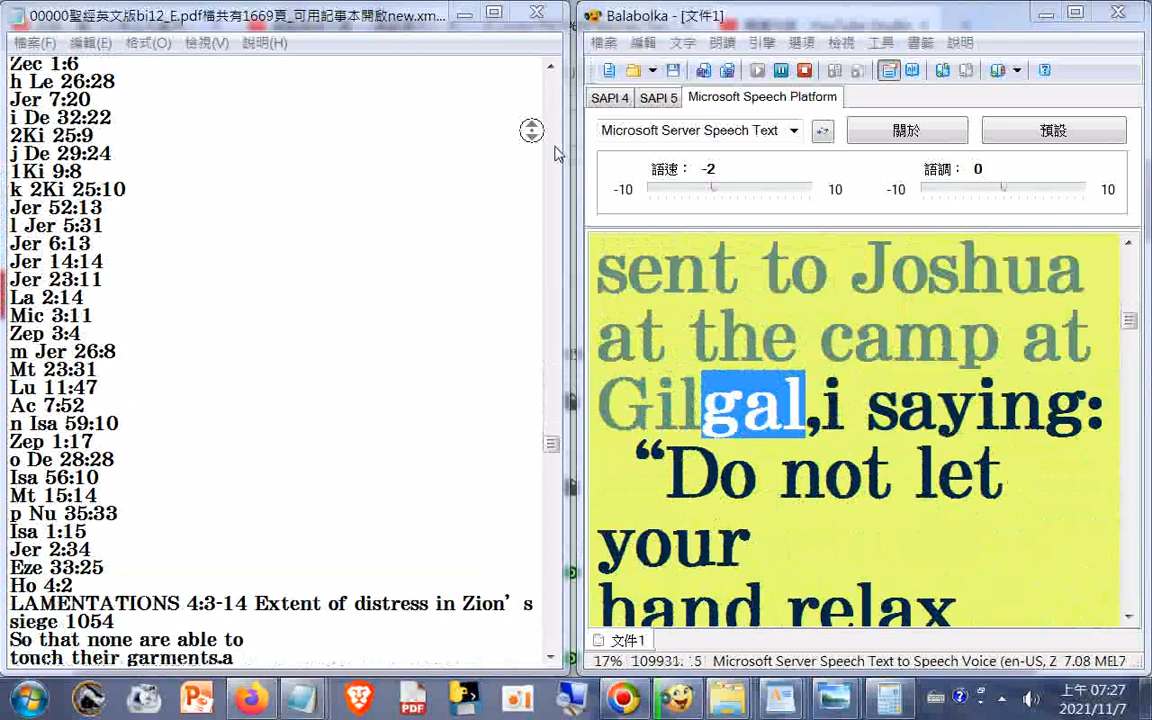 00000聖經英文版bi12_E.pdf檔共有1669頁_可用記事本開啟new.xm...
檔案(F) 編輯(E) 格式(O) 檢視(V) 說明(H)
Zec 1:6
h Le 26:28
Jer 7:20
i De 32:22
2Ki 25:9
j De 29:24
1Ki 9:8
k 2Ki 25:10
Jer 52:13
l Jer 5:31
Jer 6:13
Jer 14:14
Jer 23:11
La 2:14
Mic 3:11
Zep 3:4
m Jer 26:8
Mt 23:31
Lu 11:47
Ac 7:52
n Isa 59:10
Zep 1:17
o De 28:28
Isa 56:10
Mt 15:14
p Nu 35:33
Isa 1:15
Jer 2:34
Eze 33:25
Ho 4:2
LAMENTATIONS 4:3-14 Extent of distress in Zion’s
siege 1054
So that none are able to
touch their garments.a
Balabolka - [文件1]
檔案 編輯 文字 朗讀 引擎 選項 檢視 工具 書籤 說明
SAPI 4 SAPI 5 Microsoft Speech Platform
Microsoft Server Speech Text 關於 預設
語速： -2 語調： 0
-10 10 -10 10
sent to Joshua
at the camp at
Gilgal,i saying:
“Do not let
your
hand relax
文件1
17% Microsoft Server Speech Text to Speech Voice (en-US, Z 7.08 ME
PDF
上午 07:27
2021/11/7